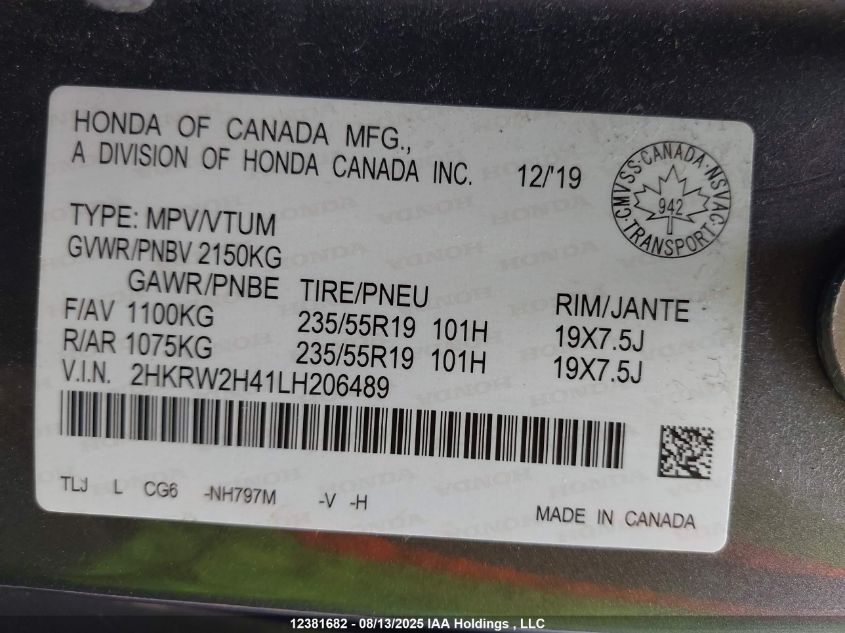 HONDA OF CANADA MFG.,
A DIVISION OF HONDA CANADA INC. 12/'19
CMVSS·CANADA·NSVAC
942
·TRANSPORT·
TYPE: MPV/VTUM
GVWR/PNBV 2150KG
GAWR/PNBE TIRE/PNEU RIM/JANTE
F/AV 1100KG 235/55R19 101H 19X7.5J
R/AR 1075KG 235/55R19 101H 19X7.5J
V.I.N. 2HKRW2H41LH206489
TLJ L CG6 -NH797M -V -H
MADE IN CANADA
12381682 - 08/13/2025 IAA Holdings , LLC